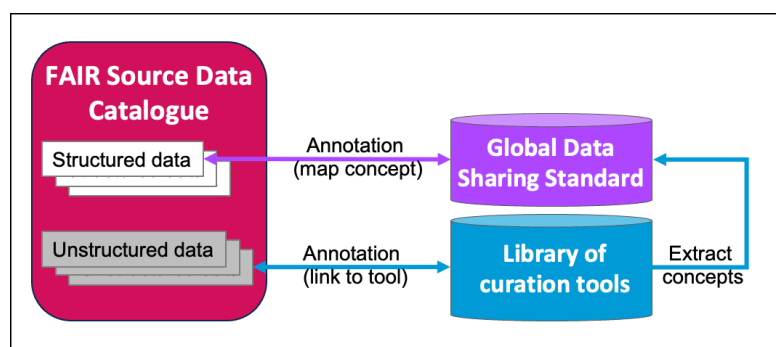 FAIR Source Data
Catalogue
Structured data
Annotation
(map concept)
Global Data
Sharing Standard
Unstructured data
Annotation
(link to tool)
Library of
curation tools
Extract
concepts